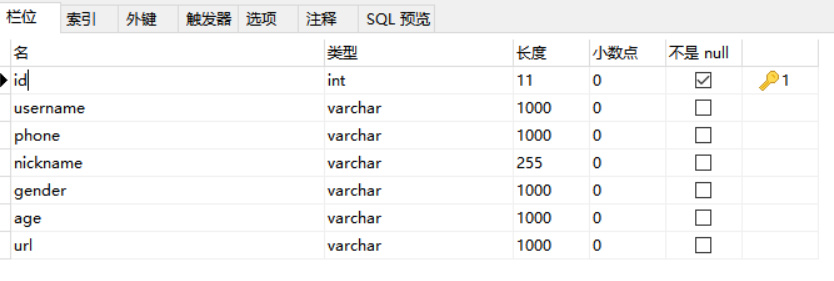 栏位 索引 外键 触发器 选项 注释 SQL 预览
名 类型 长度 小数点 不是 null
id int 11 0 1
username varchar 1000 0
phone varchar 1000 0
nickname varchar 255 0
gender varchar 1000 0
age varchar 1000 0
url varchar 1000 0